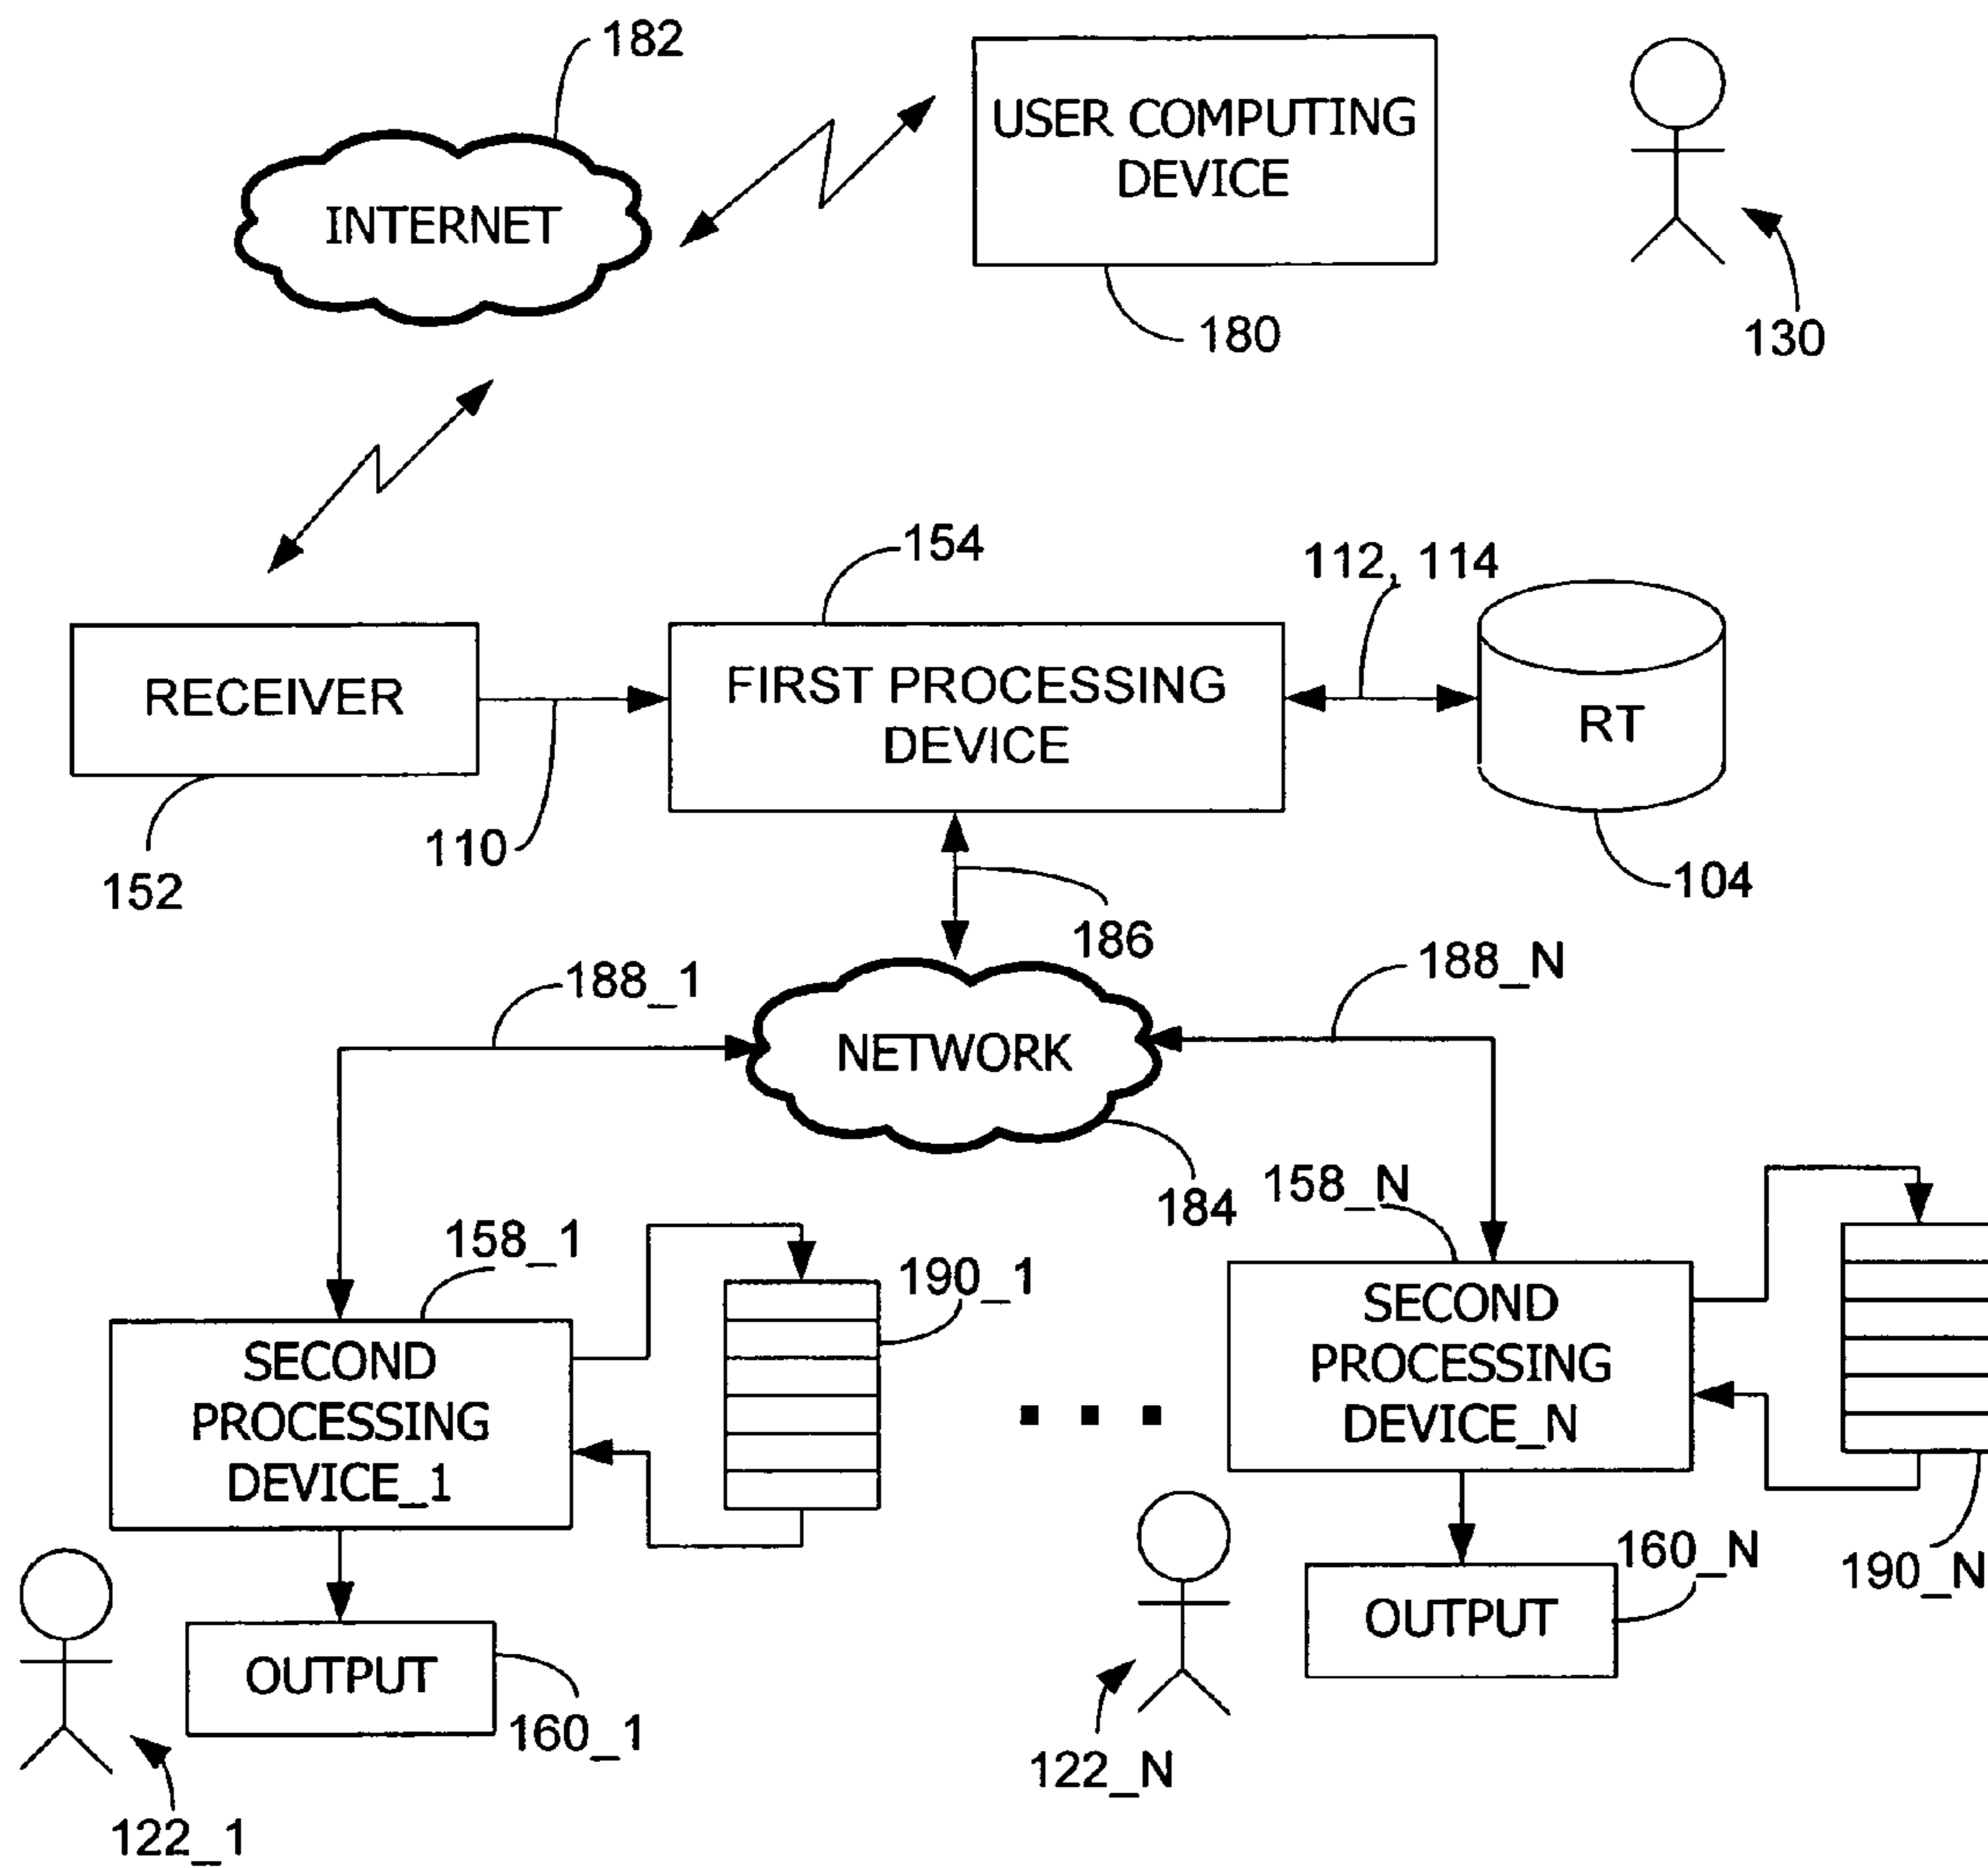 182
USER COMPUTING
DEVICE
INTERNET
180
130
154
112, 114
RECEIVER
FIRST PROCESSING
DEVICE
RT
110
152
104
186
188_1
188_N
NETWORK
184
158_N
158_1
190_1
SECOND
PROCESSING
DEVICE_1
SECOND
PROCESSING
DEVICE_N
OUTPUT
160_1
OUTPUT
160_N
190_N
122_N
122_1